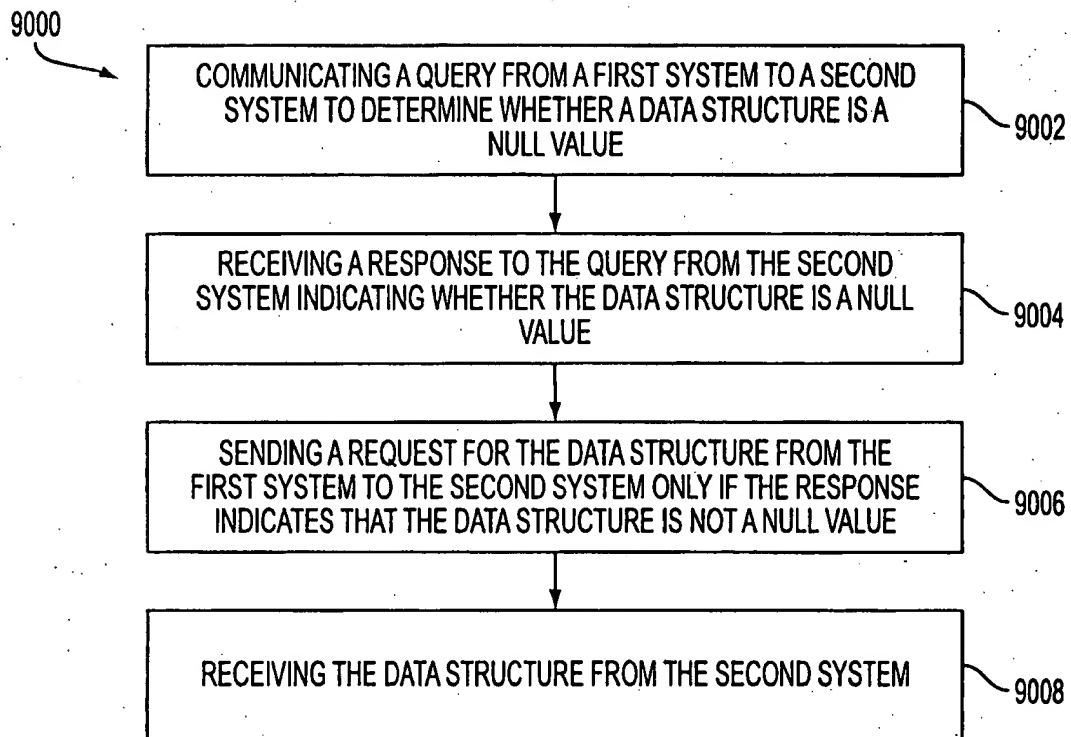 9000
COMMUNICATING A QUERY FROM A FIRST SYSTEM TO A SECOND
SYSTEM TO DETERMINE WHETHER A DATA STRUCTURE IS A
NULL VALUE
9002
RECEIVING A RESPONSE TO THE QUERY FROM THE SECOND
SYSTEM INDICATING WHETHER THE DATA STRUCTURE IS A NULL
VALUE
9004
SENDING A REQUEST FOR THE DATA STRUCTURE FROM THE
FIRST SYSTEM TO THE SECOND SYSTEM ONLY IF THE RESPONSE
INDICATES THAT THE DATA STRUCTURE IS NOT A NULL VALUE
9006
RECEIVING THE DATA STRUCTURE FROM THE SECOND SYSTEM
9008